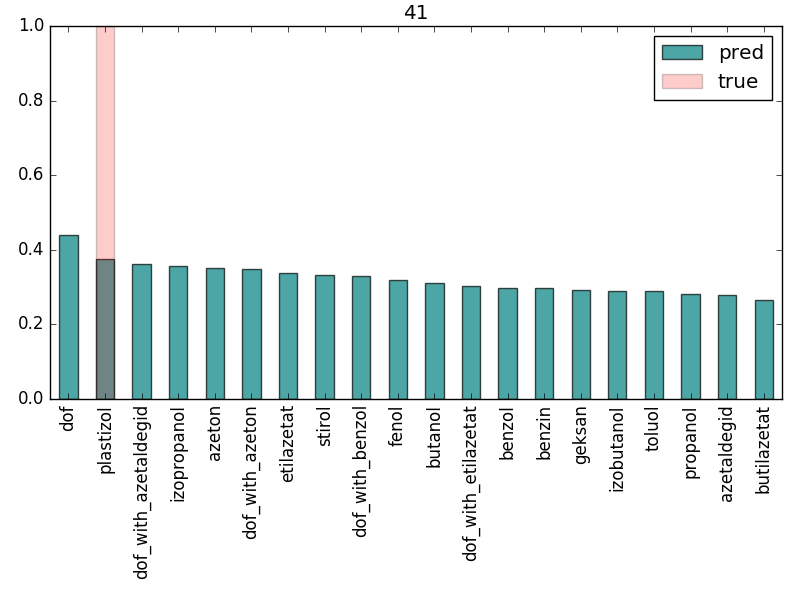 41
1.0
0.8
0.6
0.4
0.2
0.0
pred
true
dof
plastizol
dof_with_azetaldegid
izopropanol
azeton
dof_with_azeton
etilazetat
stirol
dof_with_benzol
fenol
butanol
dof_with_etilazetat
benzol
benzin
geksan
izobutanol
toluol
propanol
azetaldegid
butilazetat